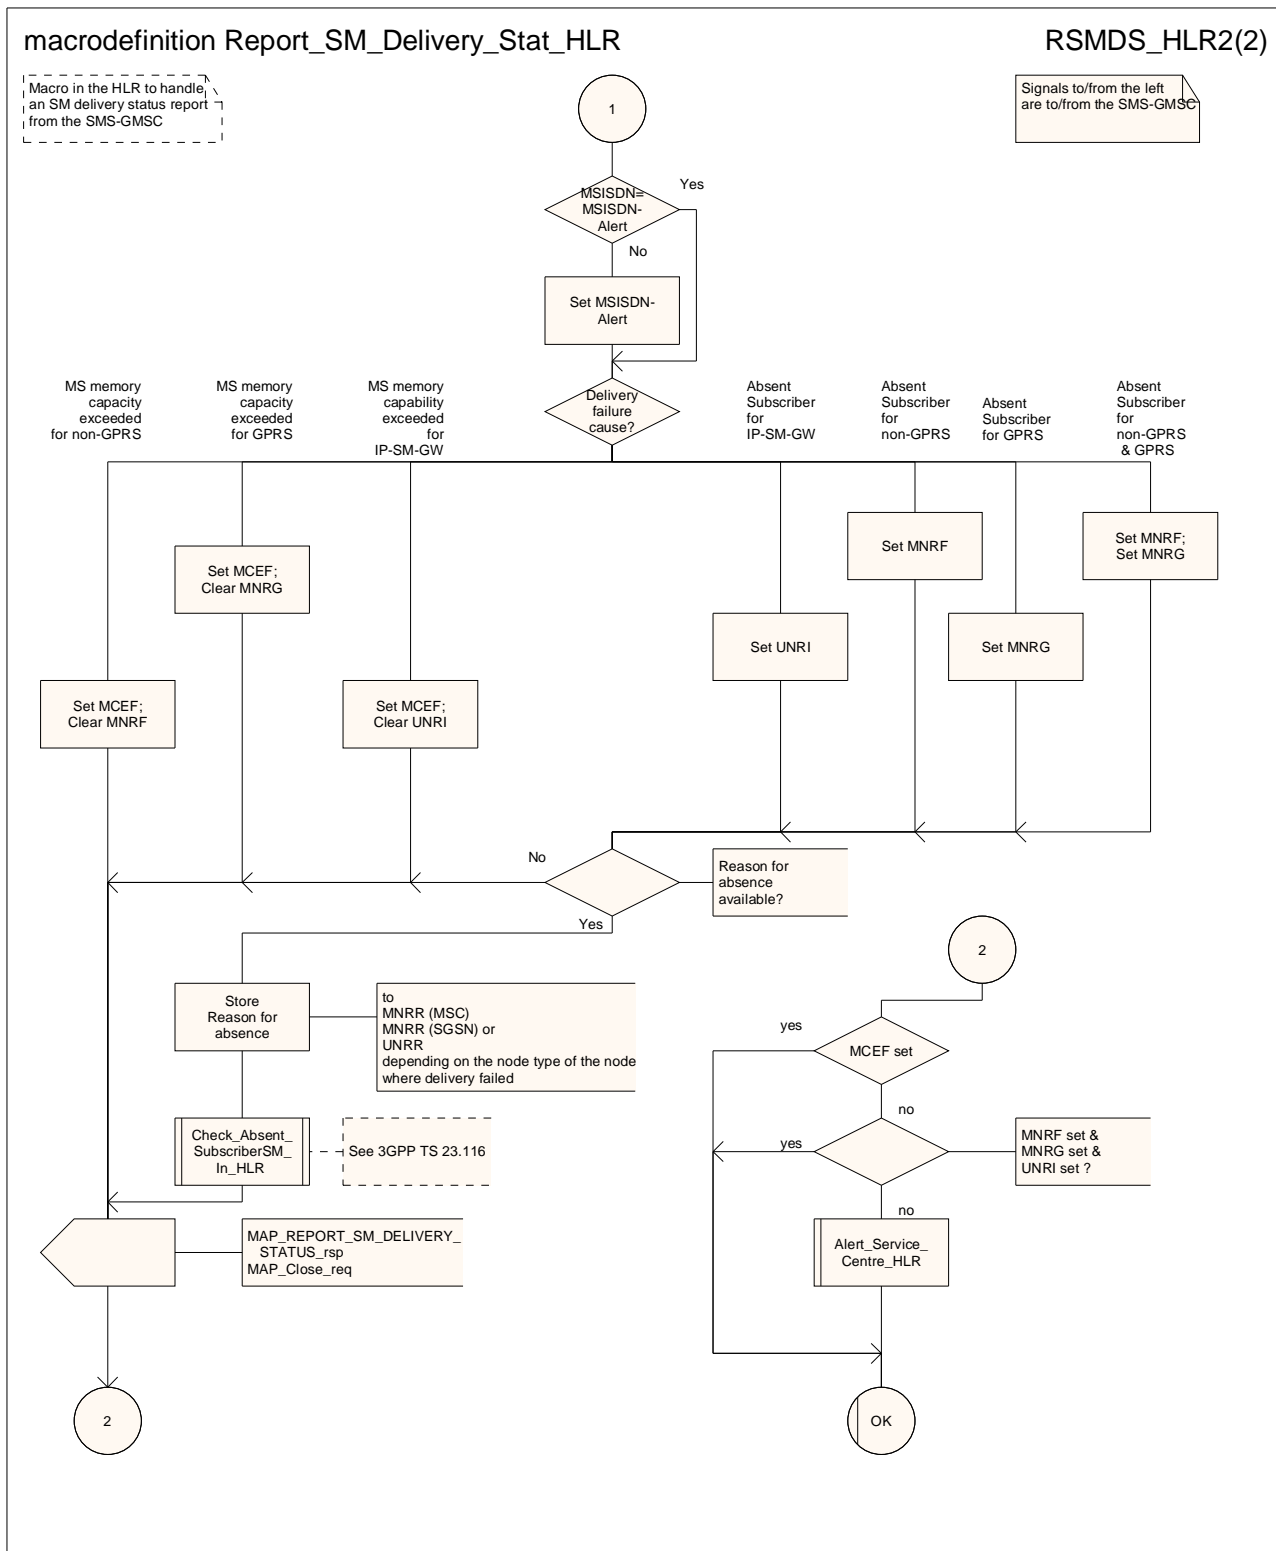 macrodefinition Report_SM_Delivery_Stat_HLR
RSMDS_HLR2(2)
Macro in the HLR to handle
an SM delivery status report
from the SMS-GMSC
Signals to/from the left
are to/from the SMS-GMSC
1
MSISDN=
MSISDN-
Alert
Yes
No
Set MSISDN-
Alert
Delivery
failure
cause?
MS memory
capacity
exceeded
for non-GPRS
MS memory
capacity
exceeded
for GPRS
MS memory
capability
exceeded
for
IP-SM-GW
Absent
Subscriber
for
IP-SM-GW
Absent
Subscriber
for
non-GPRS
Absent
Subscriber
for GPRS
Absent
Subscriber
for
non-GPRS
& GPRS
Set MCEF;
Clear MNRF
Set MCEF;
Clear MNRG
Set MCEF;
Clear UNRI
Set UNRI
Set MNRF
Set MNRG
Set MNRF;
Set MNRG
No
Reason for
absence
available?
Yes
Store
Reason for
absence
to
MNRR (MSC)
MNRR (SGSN) or
UNRR
depending on the node type of the node
where delivery failed
Check_Absent_
SubscriberSM_
In_HLR
See 3GPP TS 23.116
MAP_REPORT_SM_DELIVERY_
STATUS_rsp
MAP_Close_req
2
2
yes
MCEF set
no
yes
MNRF set &
MNRG set &
UNRI set ?
no
Alert_Service_
Centre_HLR
OK